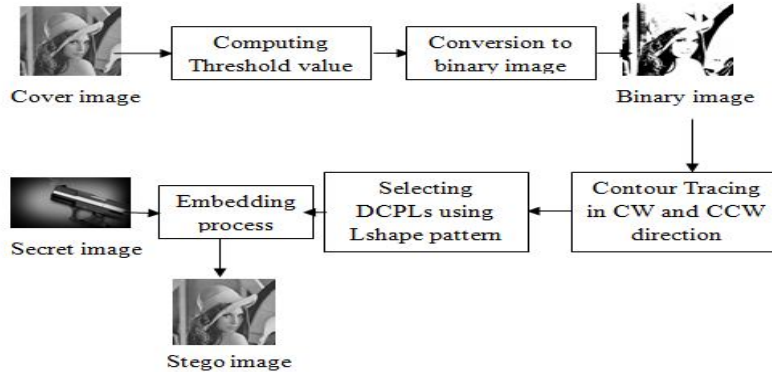 Computing
Threshold value
Conversion to
binary image
Cover image
Binary image
Secret image
Embedding
process
Selecting
DCPLs using
Lshape pattern
Contour Tracing
in CW and CCW
direction
Stego image